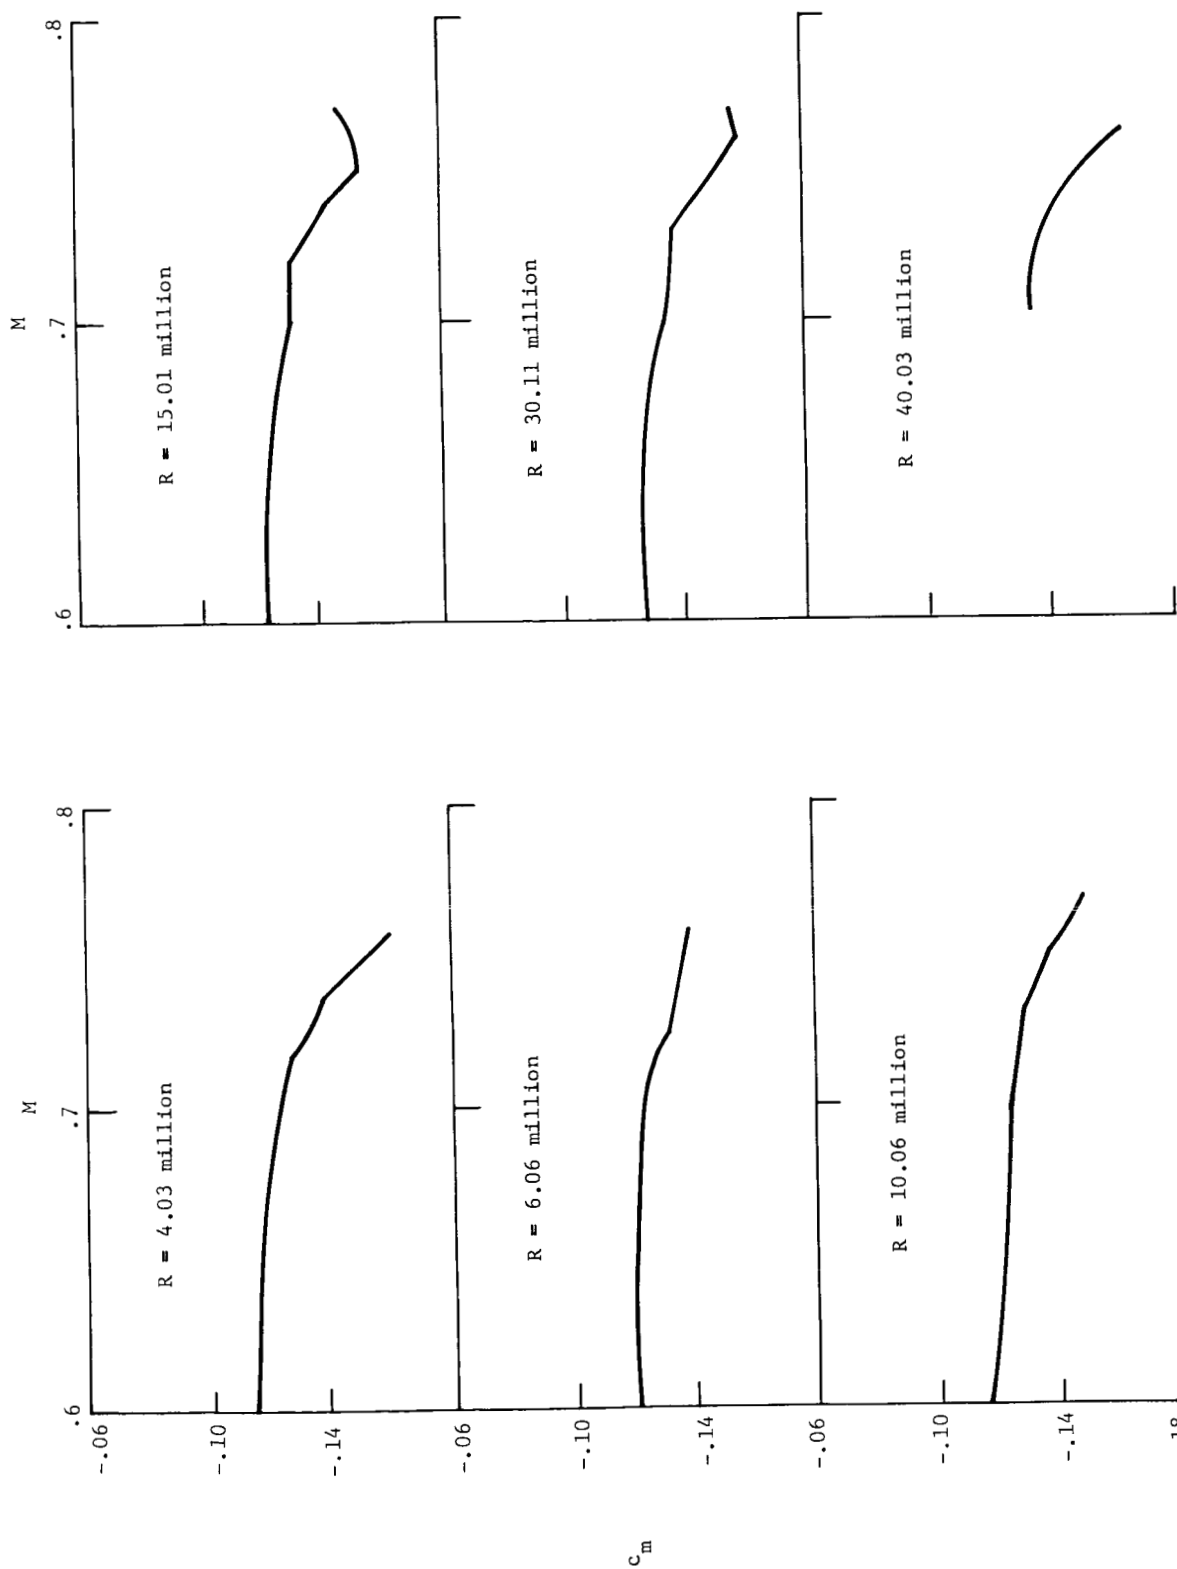 M
.6
.7
.8
-.06
-.10
-.14
R = 4.03 million
-.06
-.10
-.14
R = 6.06 million
-.06
-.10
-.14
R = 10.06 million
c_m
M
.6
.7
.8
R = 15.01 million
R = 30.11 million
R = 40.03 million